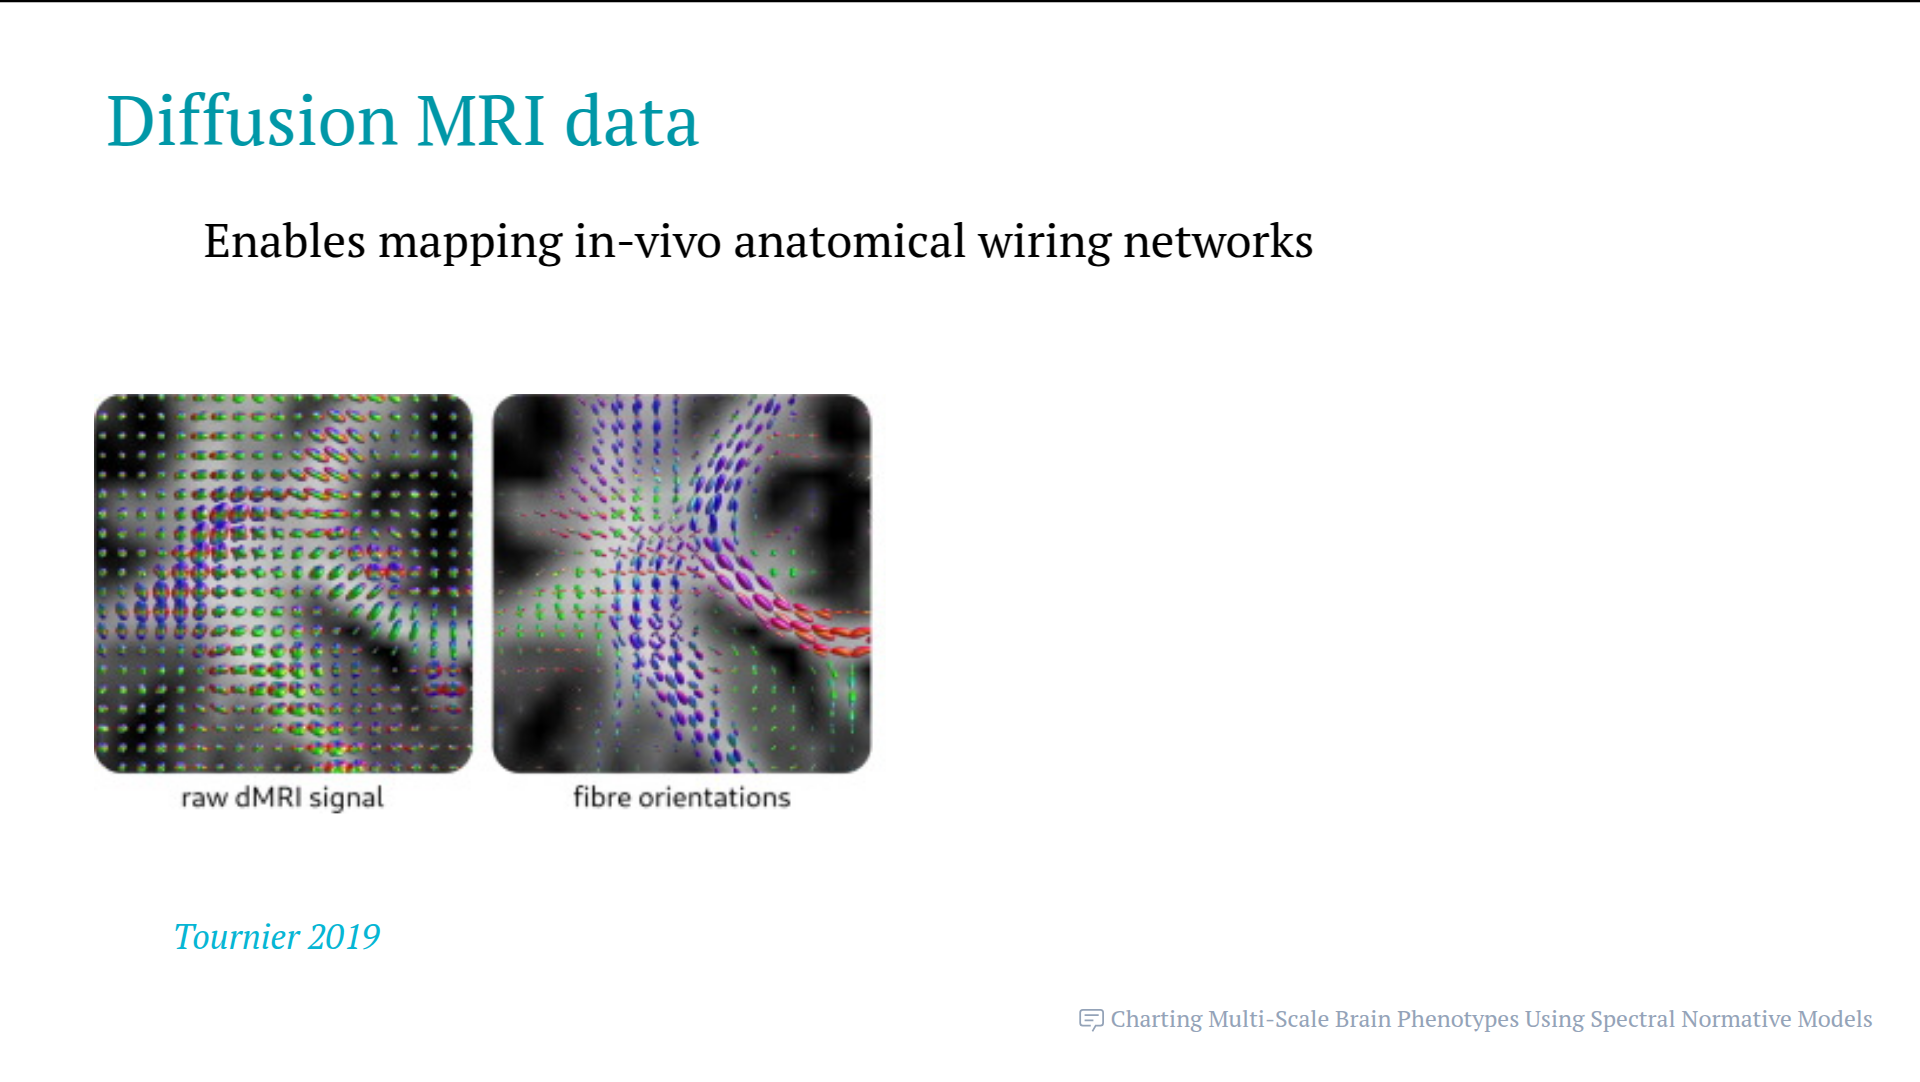 Diffusion MRI data
Enables mapping in-vivo anatomical wiring networks
raw dMRI signal
fibre orientations
Tournier 2019
Charting Multi-Scale Brain Phenotypes Using Spectral Normative Models